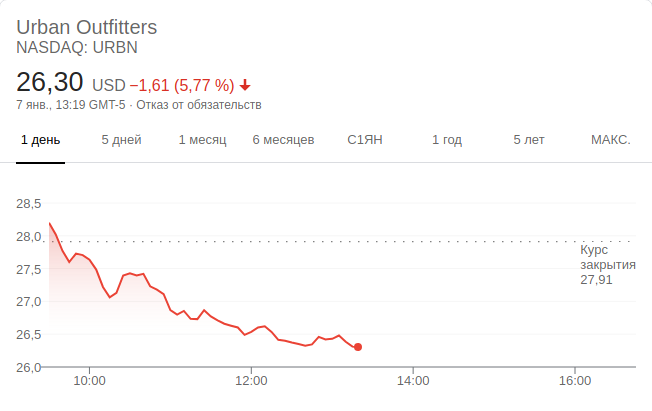 Urban Outfitters
NASDAQ: URBN
26,30 USD −1,61 (5,77 %)
7 янв., 13:19 GMT-5 · Отказ от обязательств
1 день 5 дней 1 месяц 6 месяцев С1ЯН 1 год 5 лет МАКС.
28,5
28,0
Курс
закрытия
27,91
27,5
27,0
26,5
26,0
10:00 12:00 14:00 16:00